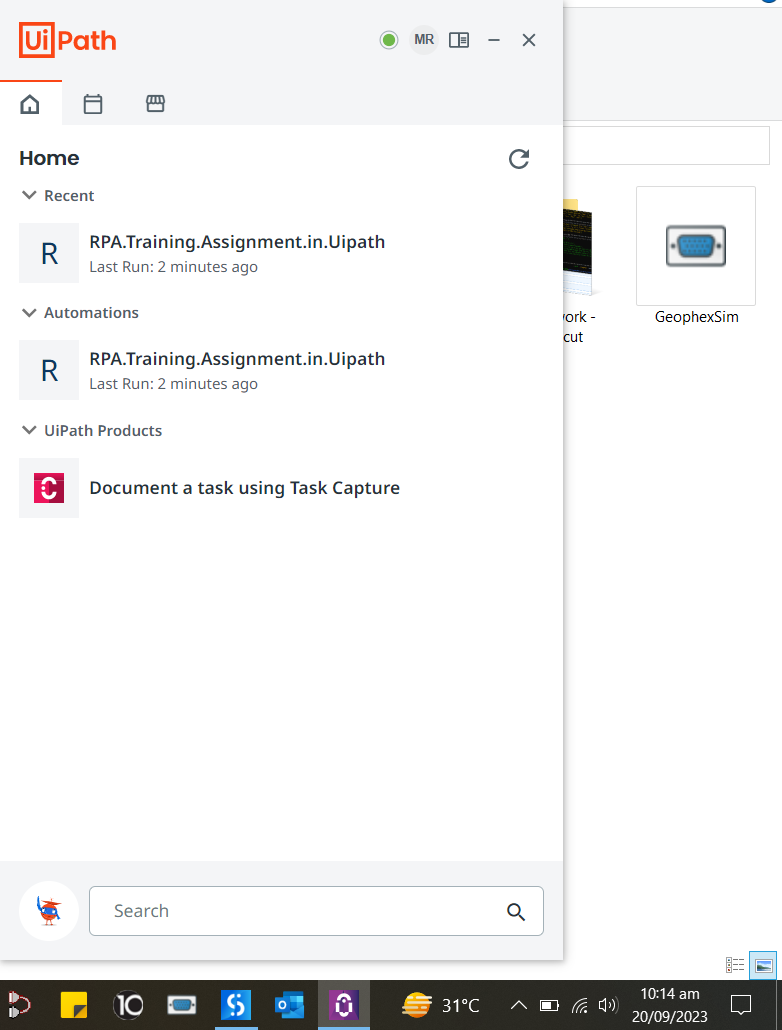 UiPath
MR
Home
Recent
R
RPA.Training.Assignment.in.Uipath
Last Run: 2 minutes ago
Automations
R
RPA.Training.Assignment.in.Uipath
Last Run: 2 minutes ago
UiPath Products
Document a task using Task Capture
Search
ork -
cut
GeophexSim
10
31°C
10:14 am
20/09/2023